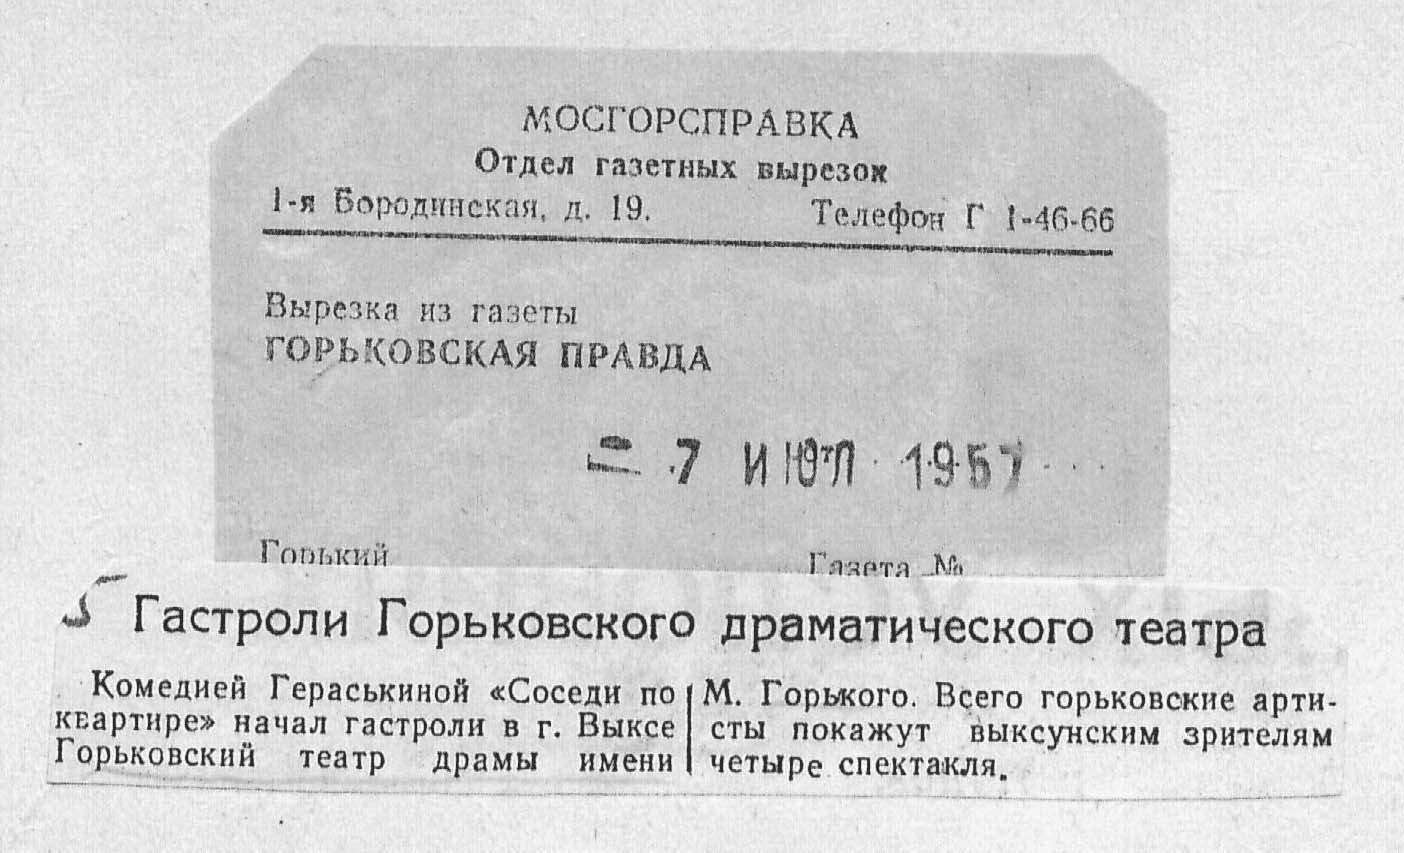 МОСГОРСПРАВКА
Отдел газетных вырезок
1-я Бородинская, д. 19. Телефон Г 1-46-66
Вырезка из газеты
ГОРЬКОВСКАЯ ПРАВДА
- 7 ИЮЛ 1957
Горький Газета №
5
Гастроли Горьковского драматического театра
Комедией Гераськиной «Соседи по
квартире» начал гастроли в г. Выксе
Горьковский театр драмы имени
М. Горького. Всего горьковские арти-
сты покажут выксунским зрителям
четыре спектакля.